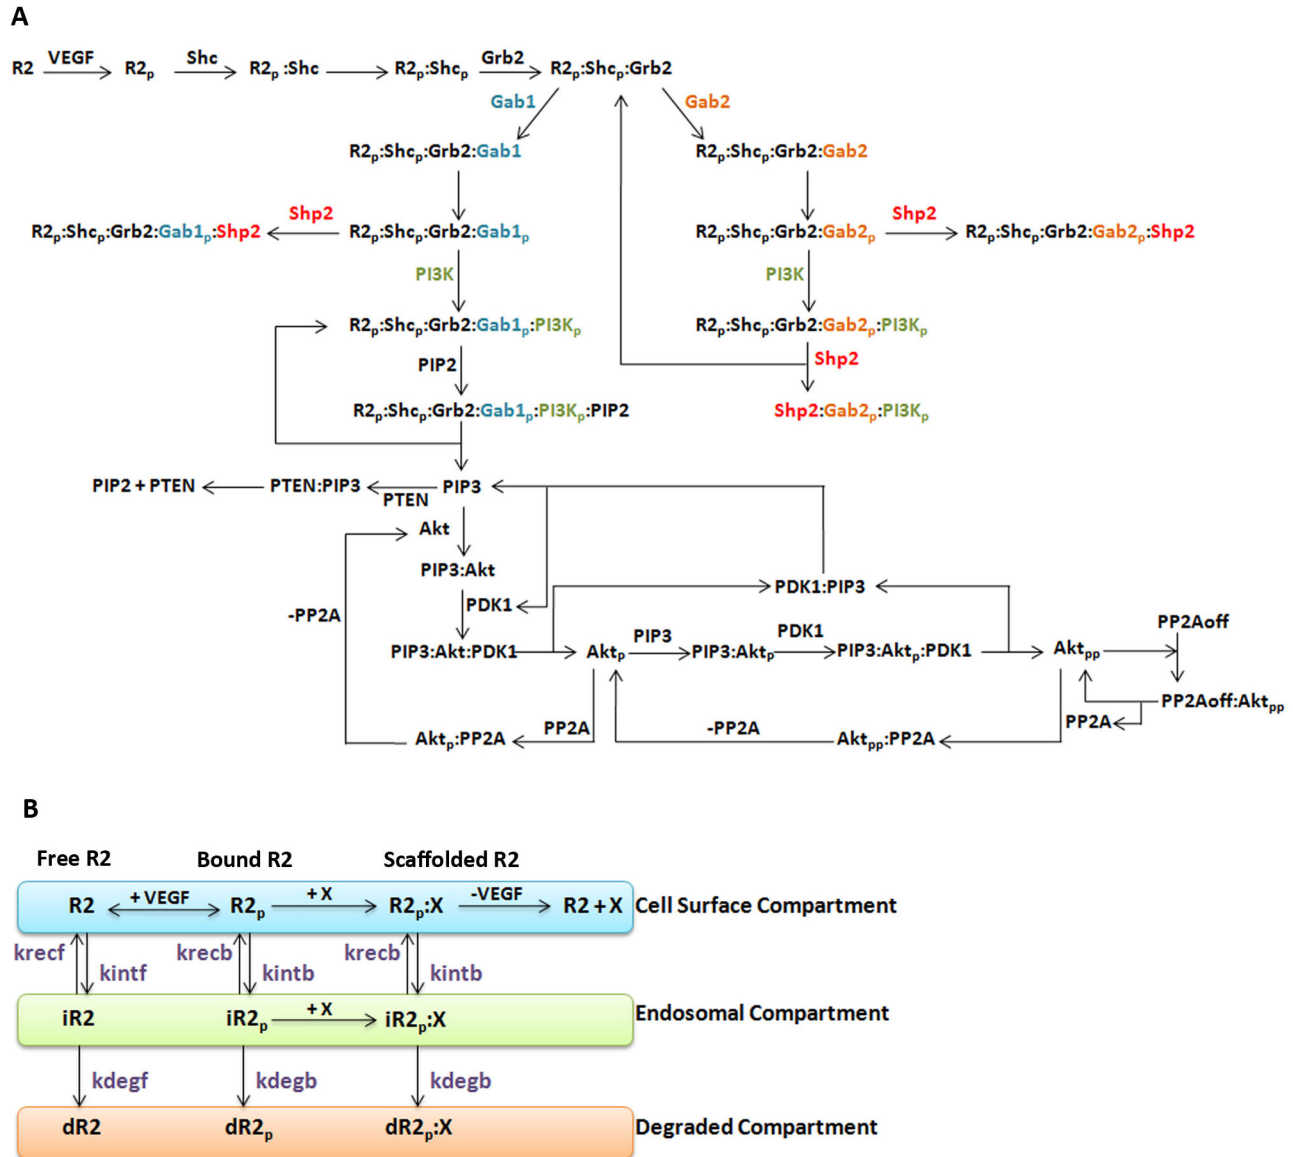 A
R2 VEGF R2p Shc R2p :Shc R2p:Shcp Grb2 R2p:Shcp:Grb2
Gab1 Gab2
R2p:Shcp:Grb2:Gab1 R2p:Shcp:Grb2:Gab2
Shp2 Shp2
R2p:Shcp:Grb2:Gab1p:Shp2 R2p:Shcp:Grb2:Gab1p R2p:Shcp:Grb2:Gab2p R2p:Shcp:Grb2:Gab2p:Shp2
PI3K PI3K
R2p:Shcp:Grb2:Gab1p:PI3Kp R2p:Shcp:Grb2:Gab2p:PI3Kp
PIP2 Shp2
R2p:Shcp:Grb2:Gab1p:PI3Kp:PIP2 Shp2:Gab2p:PI3Kp
PIP2 + PTEN PTEN:PIP3 PTEN PIP3
Akt
PIP3:Akt
PDK1:PIP3
-PP2A PDK1
PP2Aoff
PIP3:Akt:PDK1 Aktp PIP3 PIP3:Aktp PDK1 PIP3:Aktp:PDK1 Aktpp
PP2Aoff:Aktpp
PP2A
Aktp:PP2A PP2A -PP2A Aktpp:PP2A
B
Free R2 Bound R2 Scaffolded R2
R2 + VEGF R2p + X R2p:X -VEGF R2 + X Cell Surface Compartment
krecf krecb krecb
kintf kintb kintb
iR2 iR2p + X iR2p:X Endosomal Compartment
kdegf kdegb kdegb
dR2 dR2p dR2p:X Degraded Compartment